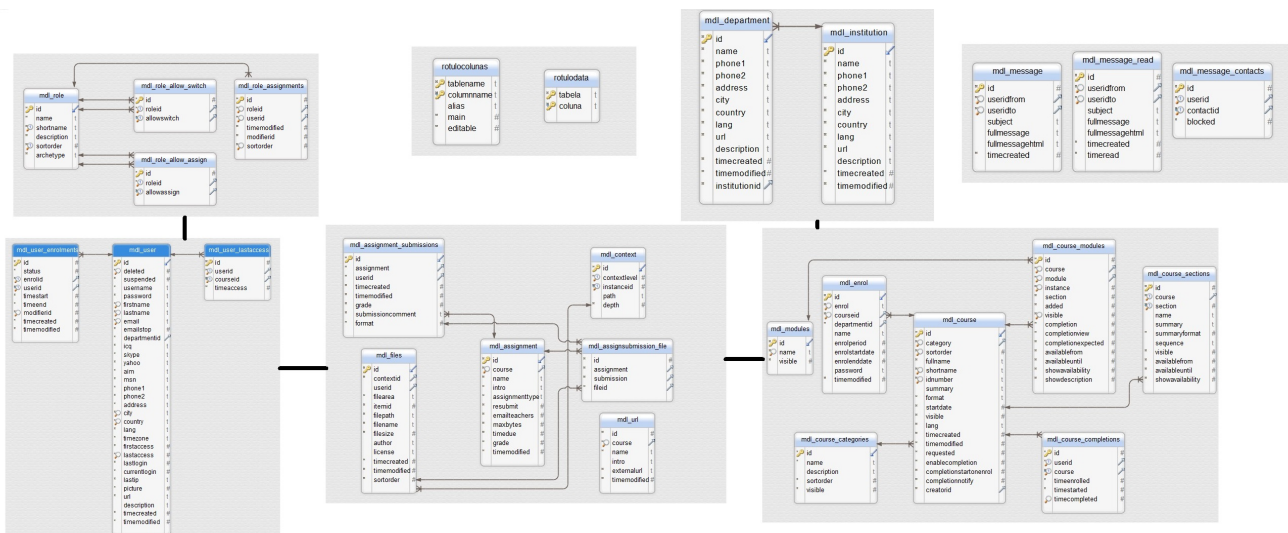 mdl_role
id
name
shortname
description
sortorder
archetype
mdl_role_allow_switch
id
roleid
allowswitch
mdl_role_assignments
id
roleid
userid
timemodified
modifierid
sortorder
mdl_role_allow_assign
id
roleid
allowassign
rotulocolunas
tablename
columnname
alias
main
editable
rotulodata
tabela
coluna
mdl_department
id
name
phone1
phone2
address
city
country
lang
url
description
timecreated
timemodified
institutionid
mdl_institution
id
name
phone1
phone2
address
city
country
lang
url
description
timecreated
timemodified
mdl_message
id
useridfrom
useridto
subject
fullmessage
fullmessagehtml
timecreated
mdl_message_read
id
useridfrom
useridto
subject
fullmessage
fullmessagehtml
timecreated
timeread
mdl_message_contacts
id
userid
contactid
blocked
mdl_user_enrolments
id
status
enrolid
userid
timestart
timeend
modifierid
timecreated
timemodified
mdl_user
id
deleted
suspended
username
password
firstname
lastname
email
emailstop
departmentid
icq
skype
yahoo
aim
msn
phone1
phone2
address
city
country
lang
timezone
firstaccess
lastaccess
lastlogin
currentlogin
lastip
picture
url
description
timecreated
timemodified
mdl_user_lastaccess
id
userid
courseid
timeaccess
mdl_assignment_submissions
id
assignment
userid
timecreated
timemodified
grade
submissioncomment
format
mdl_context
id
contextlevel
instanceid
path
depth
mdl_files
id
contextid
userid
filearea
itemid
filepath
filename
filesize
author
license
timecreated
timemodified
sortorder
mdl_assignment
id
course
name
intro
assignmenttype
resubmit
emailteachers
maxbytes
timedue
grade
timemodified
mdl_assignsubmission_file
id
assignment
submission
fileid
mdl_url
id
course
name
intro
externalurl
timemodified
mdl_modules
id
name
visible
mdl_enrol
id
enrol
courseid
departmentid
name
enrolperiod
enrolstartdate
enrolenddate
password
timemodified
mdl_course
id
category
sortorder
fullname
shortname
idnumber
summary
format
startdate
visible
lang
timecreated
timemodified
requested
enablecompletion
completionstartonenrol
completionnotify
creatorid
mdl_course_modules
id
course
module
instance
section
added
visible
completion
completionview
completionexpected
availablefrom
availableuntil
showavailability
showdescription
mdl_course_sections
id
course
section
name
summary
summaryformat
sequence
visible
availablefrom
availableuntil
showavailability
mdl_course_categories
id
name
description
sortorder
visible
mdl_course_completions
id
userid
course
timeenrolled
timestarted
timecompleted